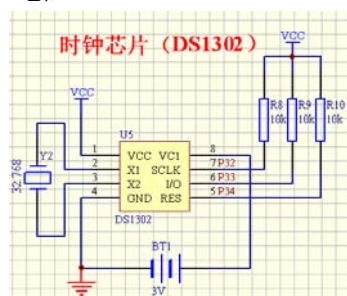 时钟芯片（DS1302）
VCC
VCC
R8
10k
R9
10k
R10
10k
Y2
32.768
U5
1 VCC VC1 8
2 X1 SCLK 7 P32
3 X2 I/O 6 P33
4 GND RES 5 P34
DS1302
BT1
3V